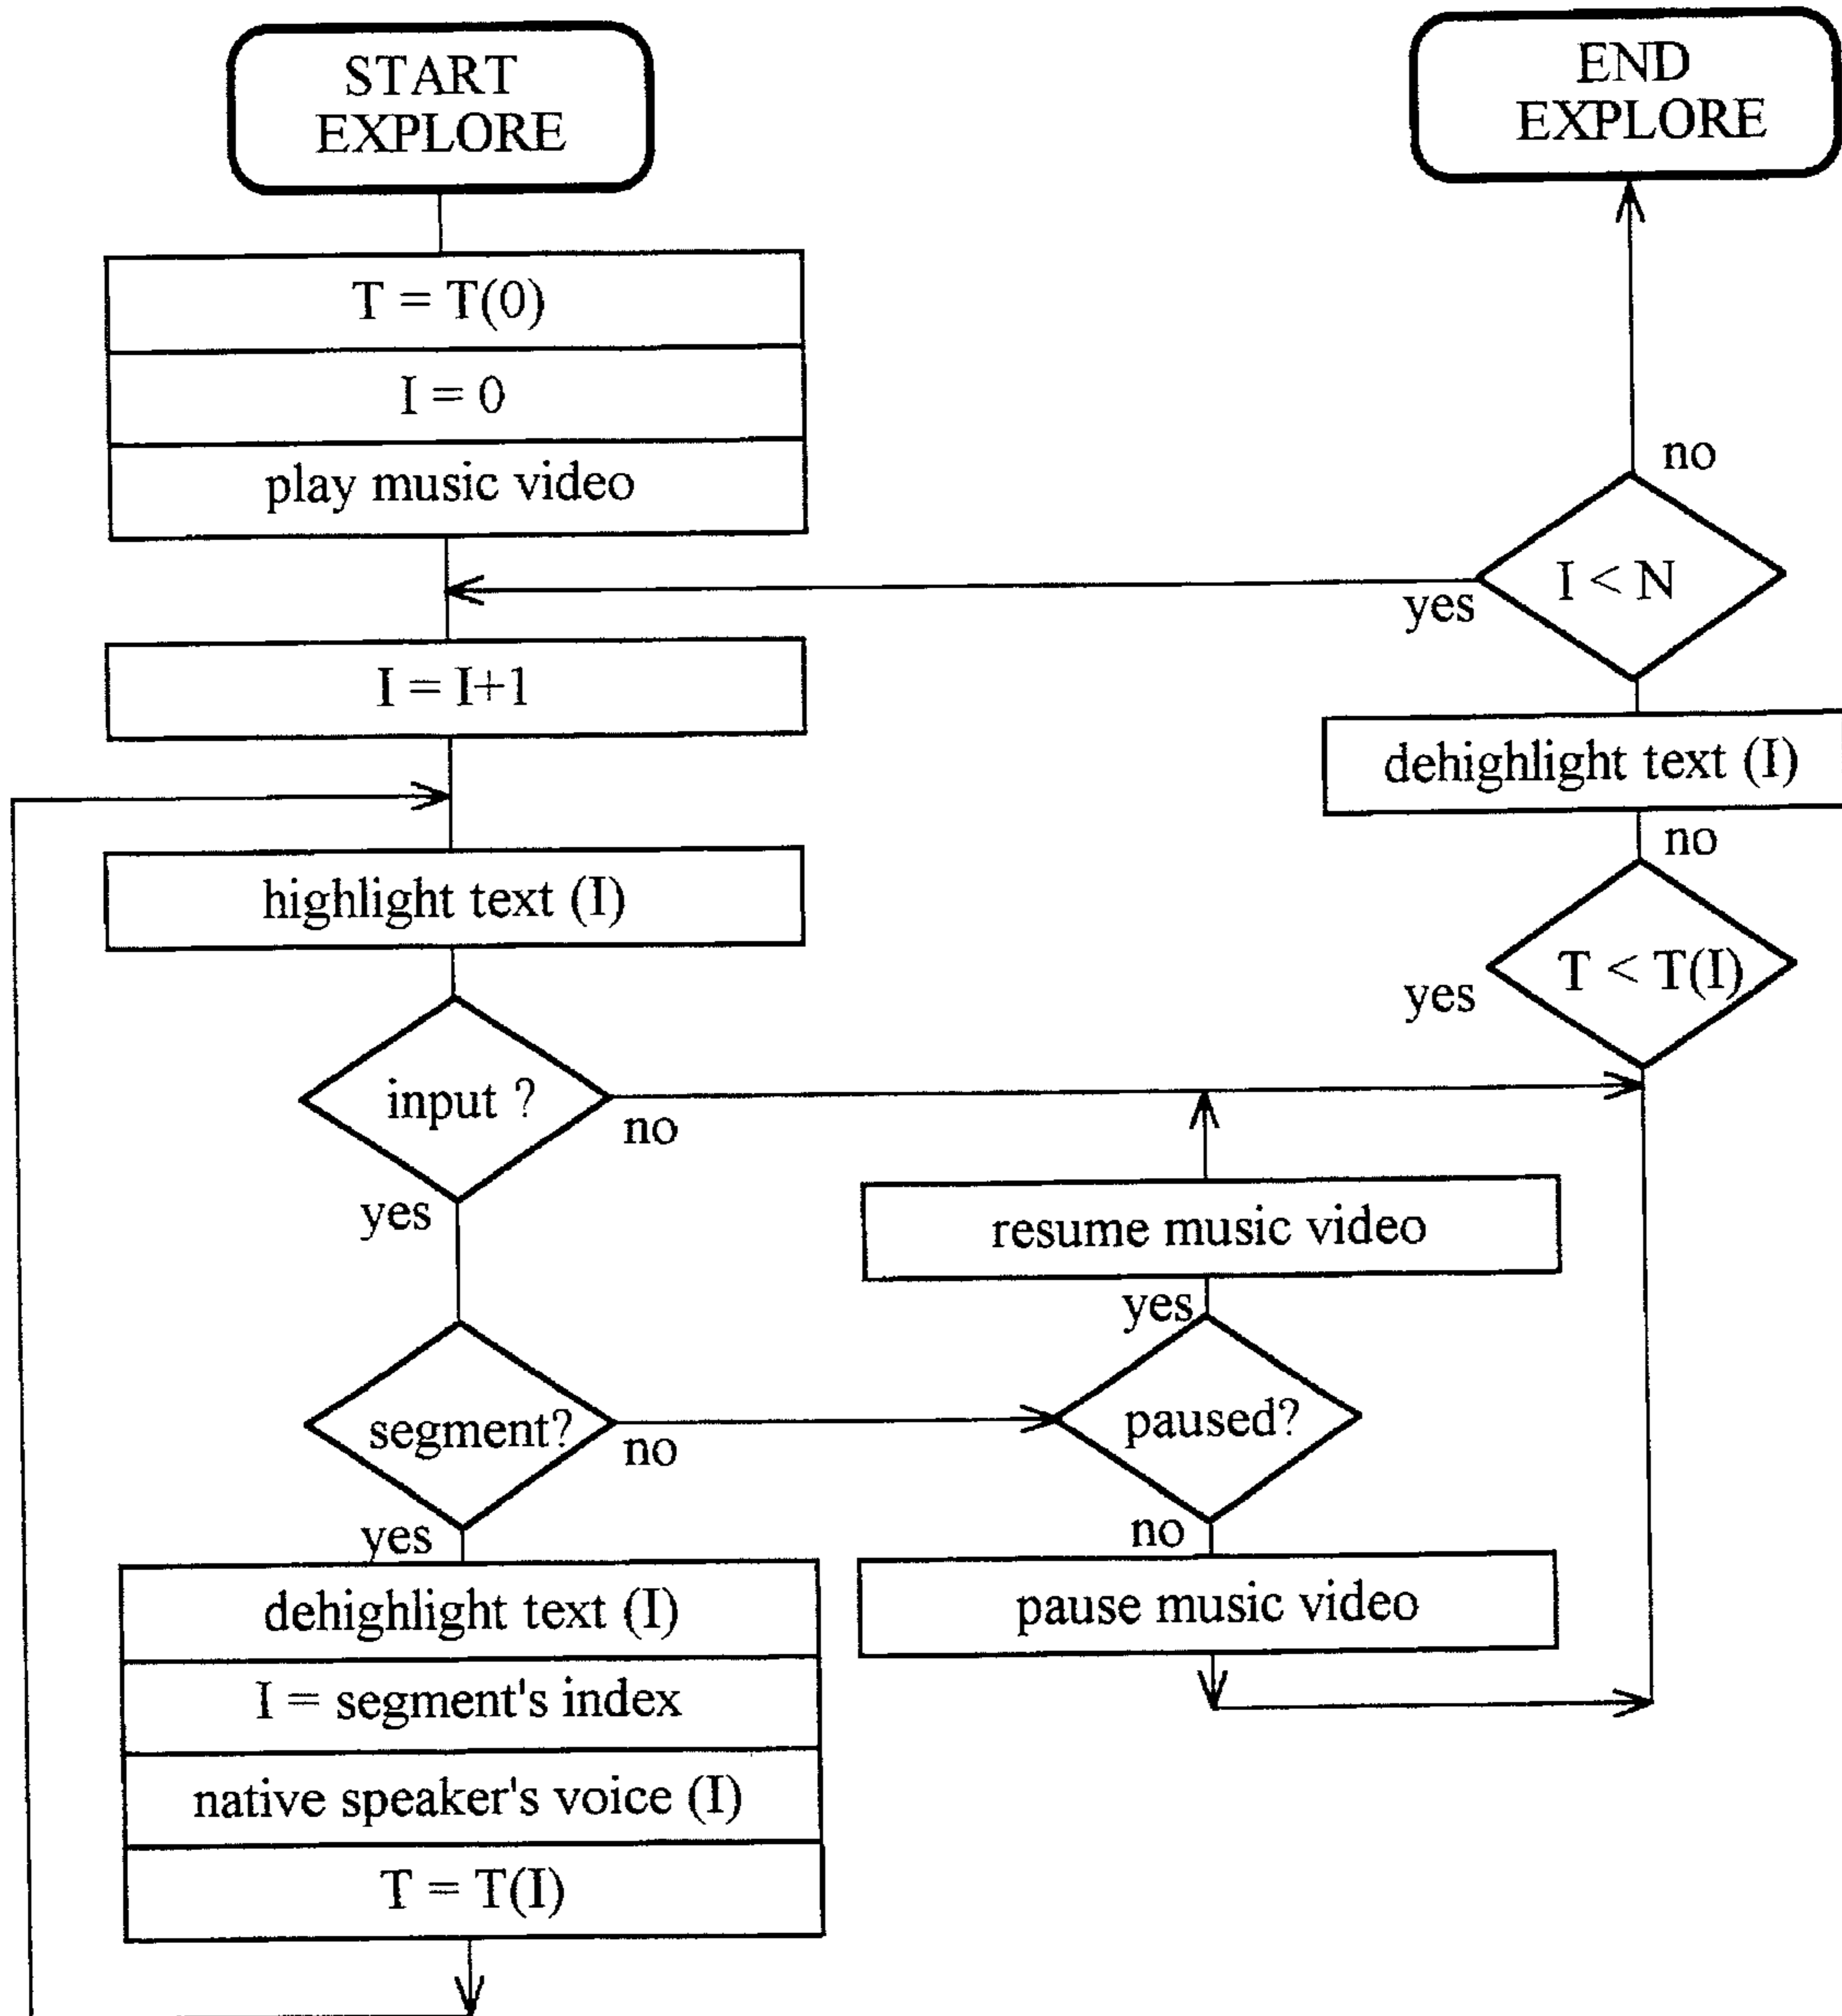 START
EXPLORE
T = T(0)
I = 0
play music video
I = I+1
highlight text (I)
input ?
no
yes
segment?
no
yes
dehighlight text (I)
I = segment's index
native speaker's voice (I)
T = T(I)
END
EXPLORE
no
I < N
yes
dehighlight text (I)
no
T < T(I)
yes
resume music video
yes
paused?
no
pause music video